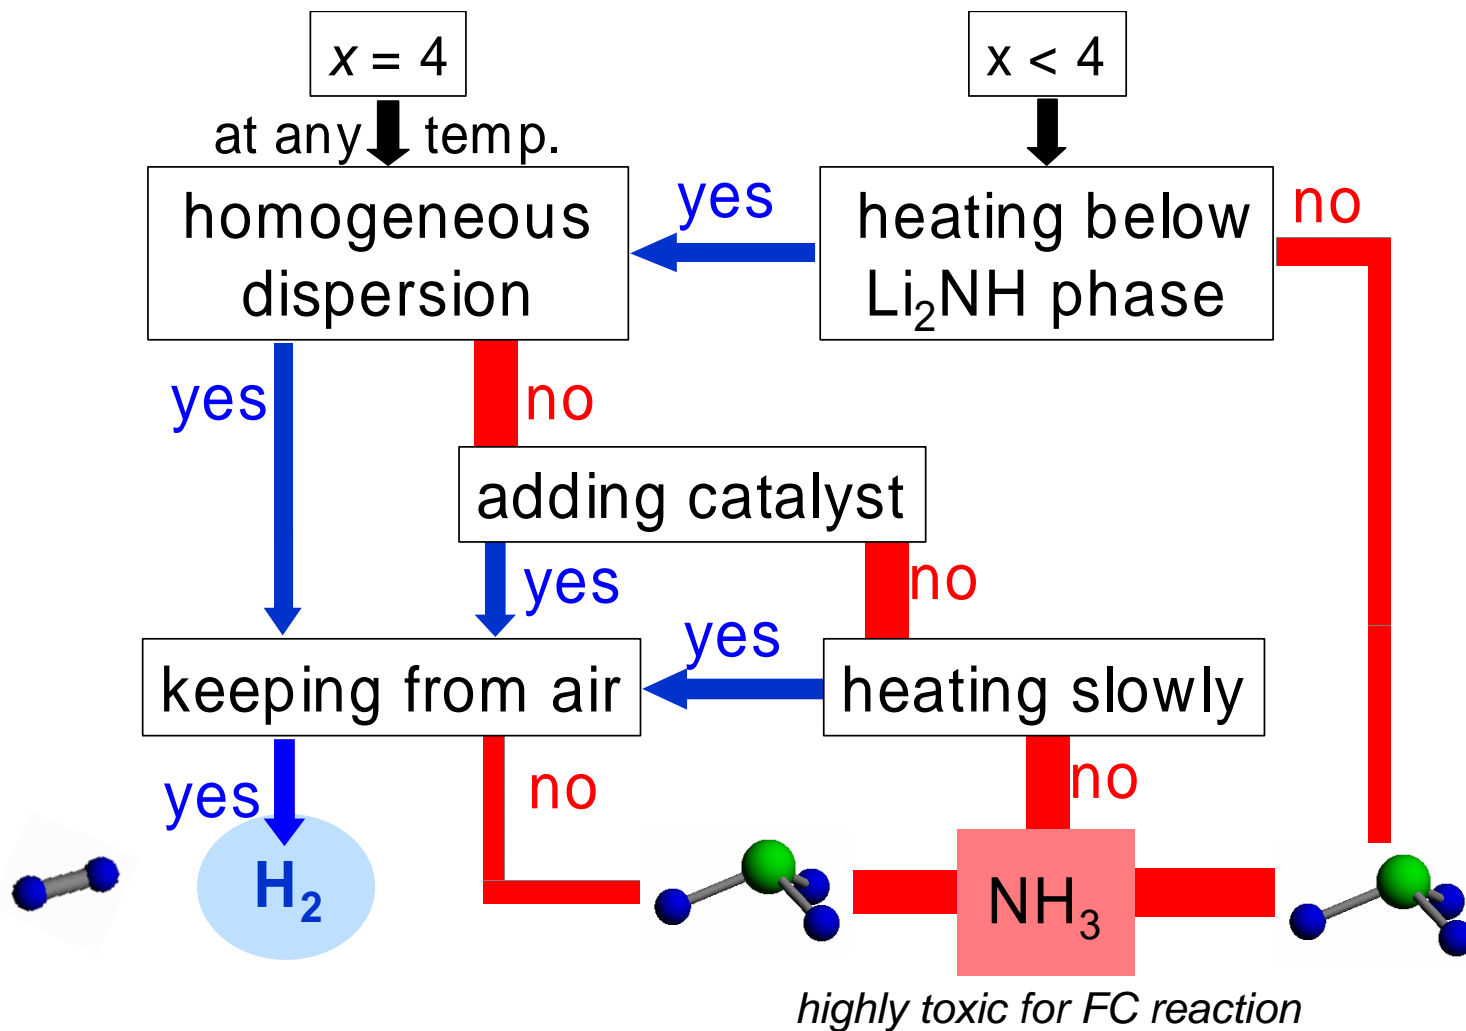 x = 4
x < 4
at any temp.
homogeneous
dispersion
yes
heating below
Li₂NH phase
no
yes
no
adding catalyst
yes
no
keeping from air
yes
heating slowly
yes
no
no
H₂
NH₃
highly toxic for FC reaction